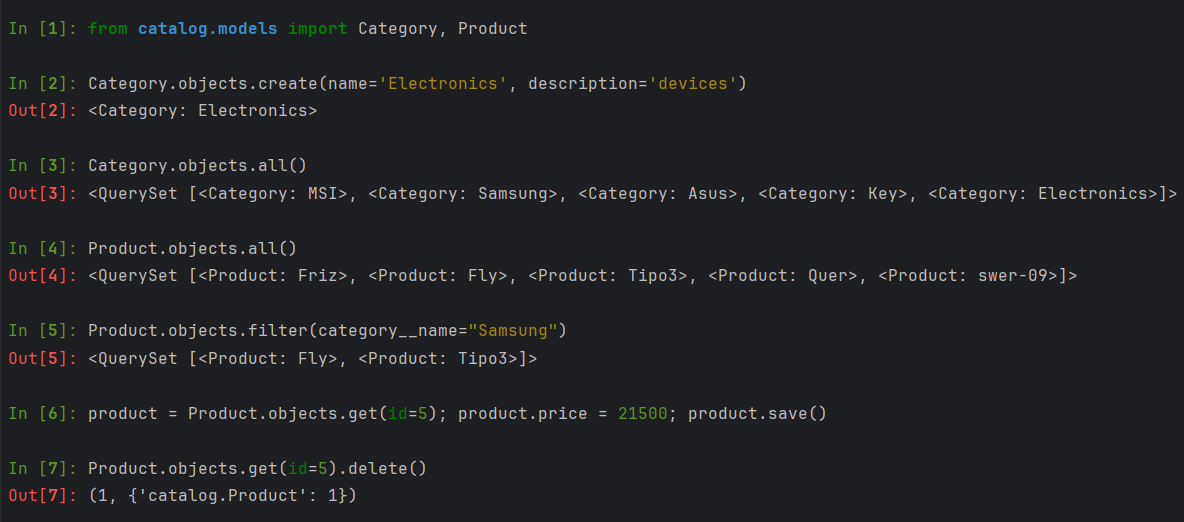 In [1]: from catalog.models import Category, Product
In [2]: Category.objects.create(name='Electronics', description='devices')
Out[2]: <Category: Electronics>
In [3]: Category.objects.all()
Out[3]: <QuerySet [<Category: MSI>, <Category: Samsung>, <Category: Asus>, <Category: Key>, <Category: Electronics>]>
In [4]: Product.objects.all()
Out[4]: <QuerySet [<Product: Friz>, <Product: Fly>, <Product: Tipo3>, <Product: Quer>, <Product: swer-09>]>
In [5]: Product.objects.filter(category__name="Samsung")
Out[5]: <QuerySet [<Product: Fly>, <Product: Tipo3>]>
In [6]: product = Product.objects.get(id=5); product.price = 21500; product.save()
In [7]: Product.objects.get(id=5).delete()
Out[7]: (1, {'catalog.Product': 1})